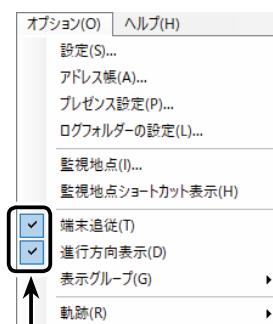 オプション(O) ヘルプ(H)
設定(S)...
アドレス帳(A)...
プレゼンス設定(P)...
ログフォルダーの設定(L)...
監視地点(I)...
監視地点ショートカット表示(H)
端末追従(T)
進行方向表示(D)
表示グループ(G)
軌跡(R)